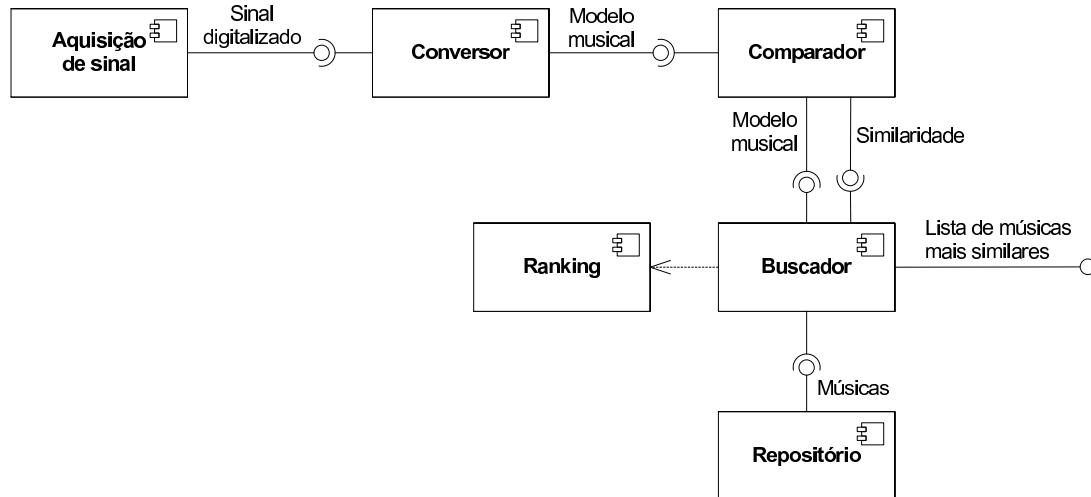 Aquisição
de sinal
Sinal
digitalizado
Conversor
Modelo
musical
Comparador
Modelo
musical
Similaridade
Ranking
Buscador
Lista de músicas
mais similares
Músicas
Repositório